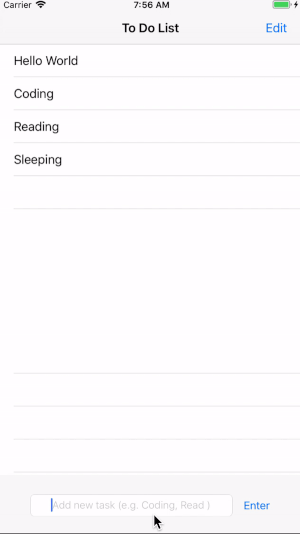 Carrier 7:56 AM
To Do List Edit
Hello World
Coding
Reading
Sleeping
Add new task (e.g. Coding, Read )
Enter